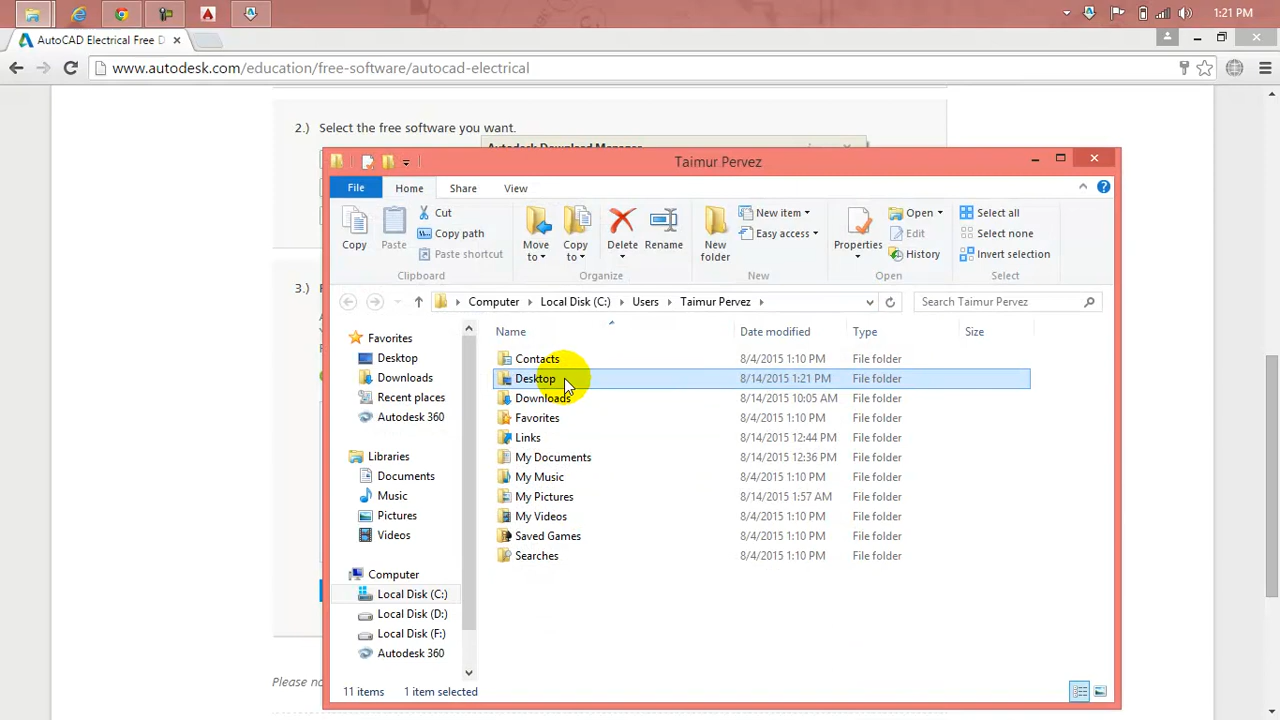 1:21 PM
AutoCAD Electrical Free D
www.autodesk.com/education/free-software/autocad-electrical
2.) Select the free software you want.
Taimur Pervez
File Home Share View
Copy
Paste
Cut
Copy path
Paste shortcut
Clipboard
Move to
Copy to
Delete
Rename
Organize
New folder
New item
Easy access
New
Properties
Open
Edit
History
Open
Select all
Select none
Invert selection
Select
Computer Local Disk (C:) Users Taimur Pervez
Search Taimur Pervez
Favorites
Desktop
Downloads
Recent places
Autodesk 360
Libraries
Documents
Music
Pictures
Videos
Computer
Local Disk (C:)
Local Disk (D:)
Local Disk (F:)
Autodesk 360
Name Date modified Type Size
Contacts 8/4/2015 1:10 PM File folder
Desktop 8/14/2015 1:21 PM File folder
Downloads 8/14/2015 10:05 AM File folder
Favorites 8/4/2015 1:10 PM File folder
Links 8/14/2015 12:44 PM File folder
My Documents 8/14/2015 12:36 PM File folder
My Music 8/4/2015 1:10 PM File folder
My Pictures 8/14/2015 1:57 AM File folder
My Videos 8/4/2015 1:10 PM File folder
Saved Games 8/4/2015 1:10 PM File folder
Searches 8/4/2015 1:10 PM File folder
3.)
Please no
11 items 1 item selected